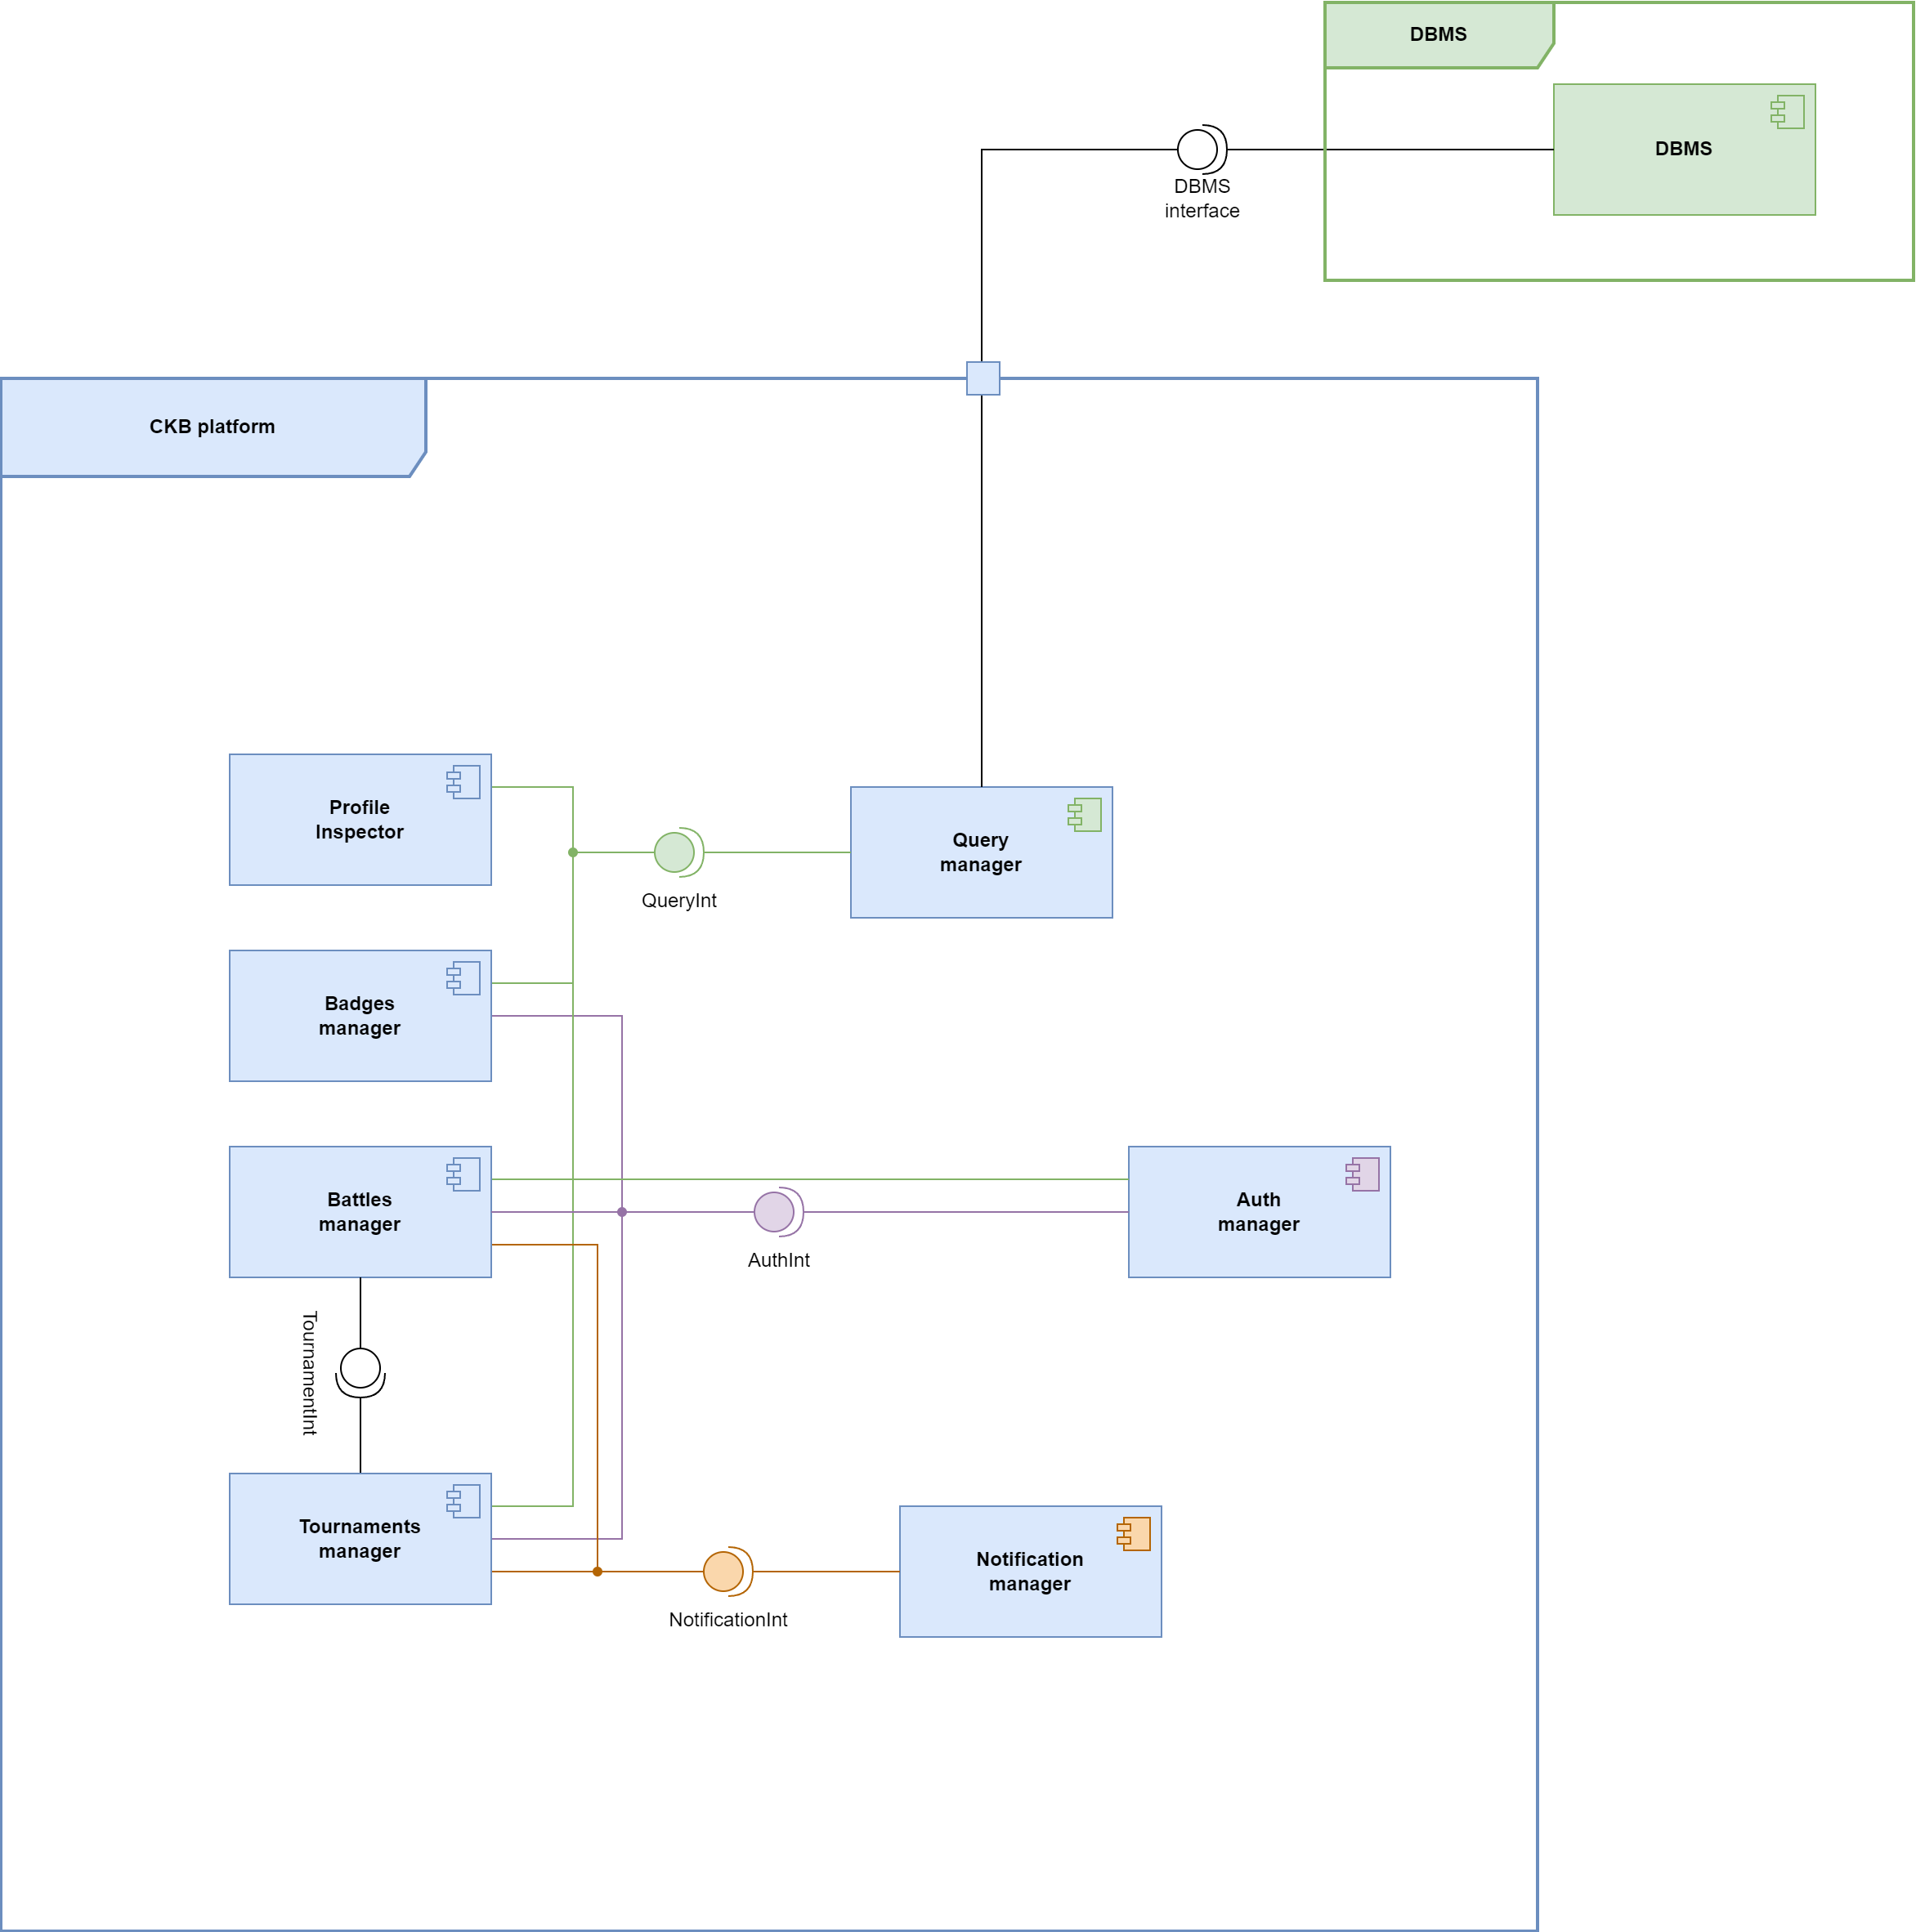 DBMS
DBMS
DBMS
interface
CKB platform
Profile
Inspector
Query
manager
QueryInt
Badges
manager
Battles
manager
Auth
manager
AuthInt
TournamentInt
Tournaments
manager
Notification
manager
NotificationInt